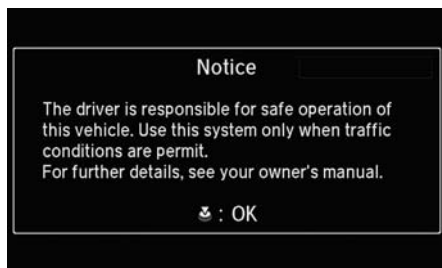 Notice
The driver is responsible for safe operation of
this vehicle. Use this system only when traffic
conditions are permit.
For further details, see your owner's manual.
: OK